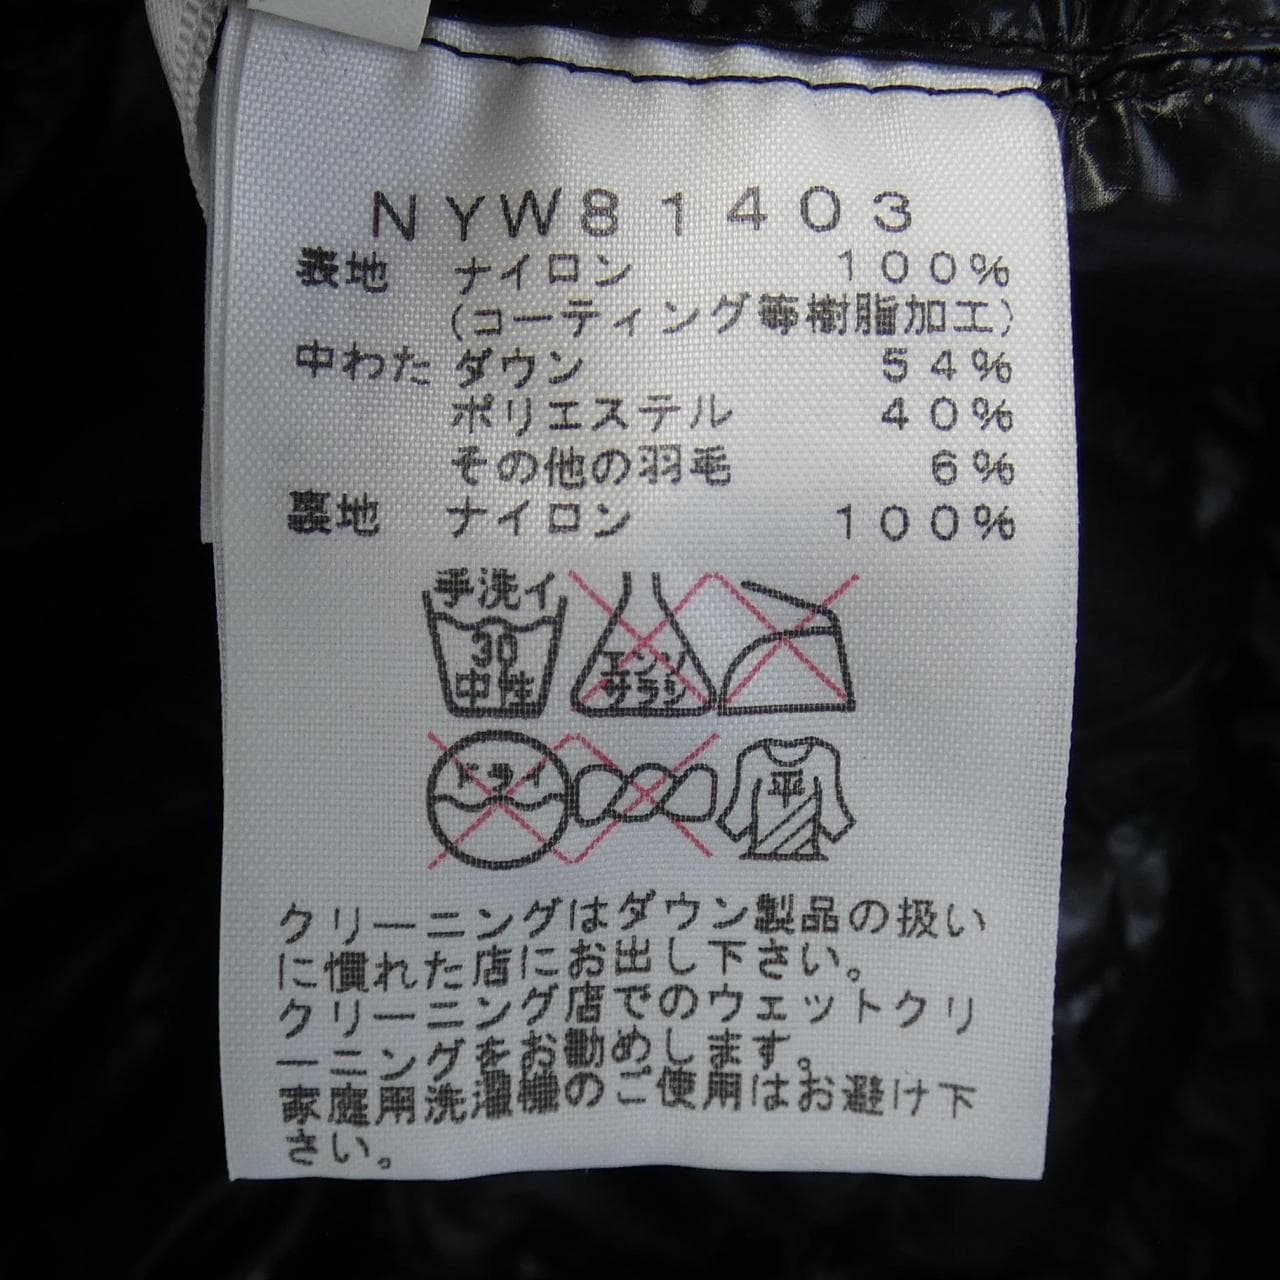 NYW81403
表地 ナイロン 100%
(コーティング等樹脂加工)
中わた ダウン 54%
ポリエステル 40%
その他の羽毛 6%
裏地 ナイロン 100%
手洗イ
30
中性
エンソ
サラシ
ドライ
平
クリーニングはダウン製品の扱い
に慣れた店にお出し下さい。
クリーニング店でのウェットクリ
ーニングをお勧めします。
家庭用洗濯機のご使用はお避け下
さい。